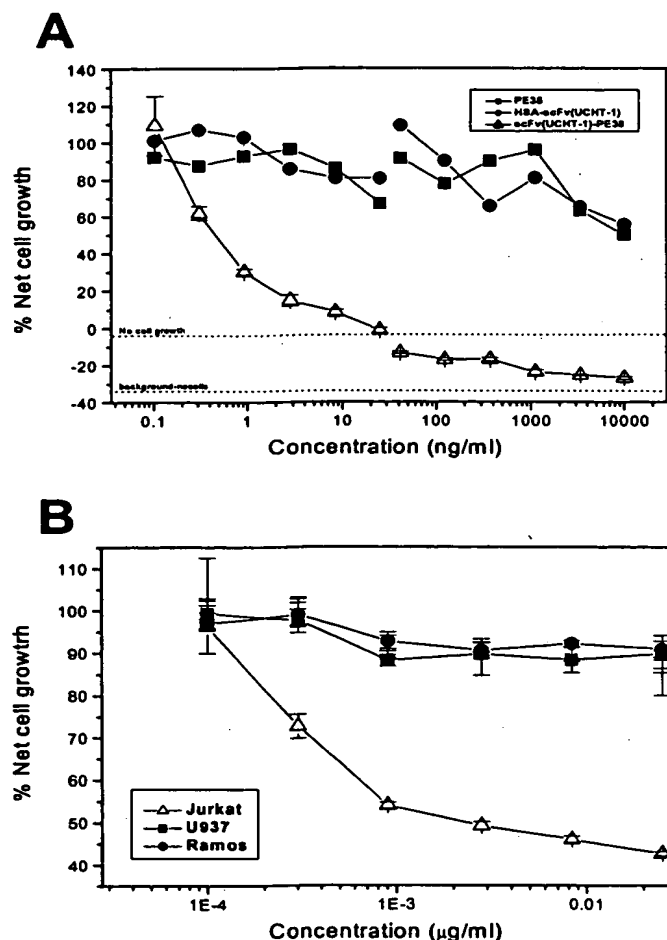 A
140
120
100
80
60
40
20
0
-20
-40
% Net cell growth
PE38
HSA-scFv(UCHT-1)
scFv(UCHT-1)-PE38
No cell growth
background-nocells
0.1 1 10 100 1000 10000
Concentration (ng/ml)
B
110
100
90
80
70
60
50
40
% Net cell growtrh
Jurkat
U937
Ramos
1E-4 1E-3 0.01
Concentration (μg/ml)